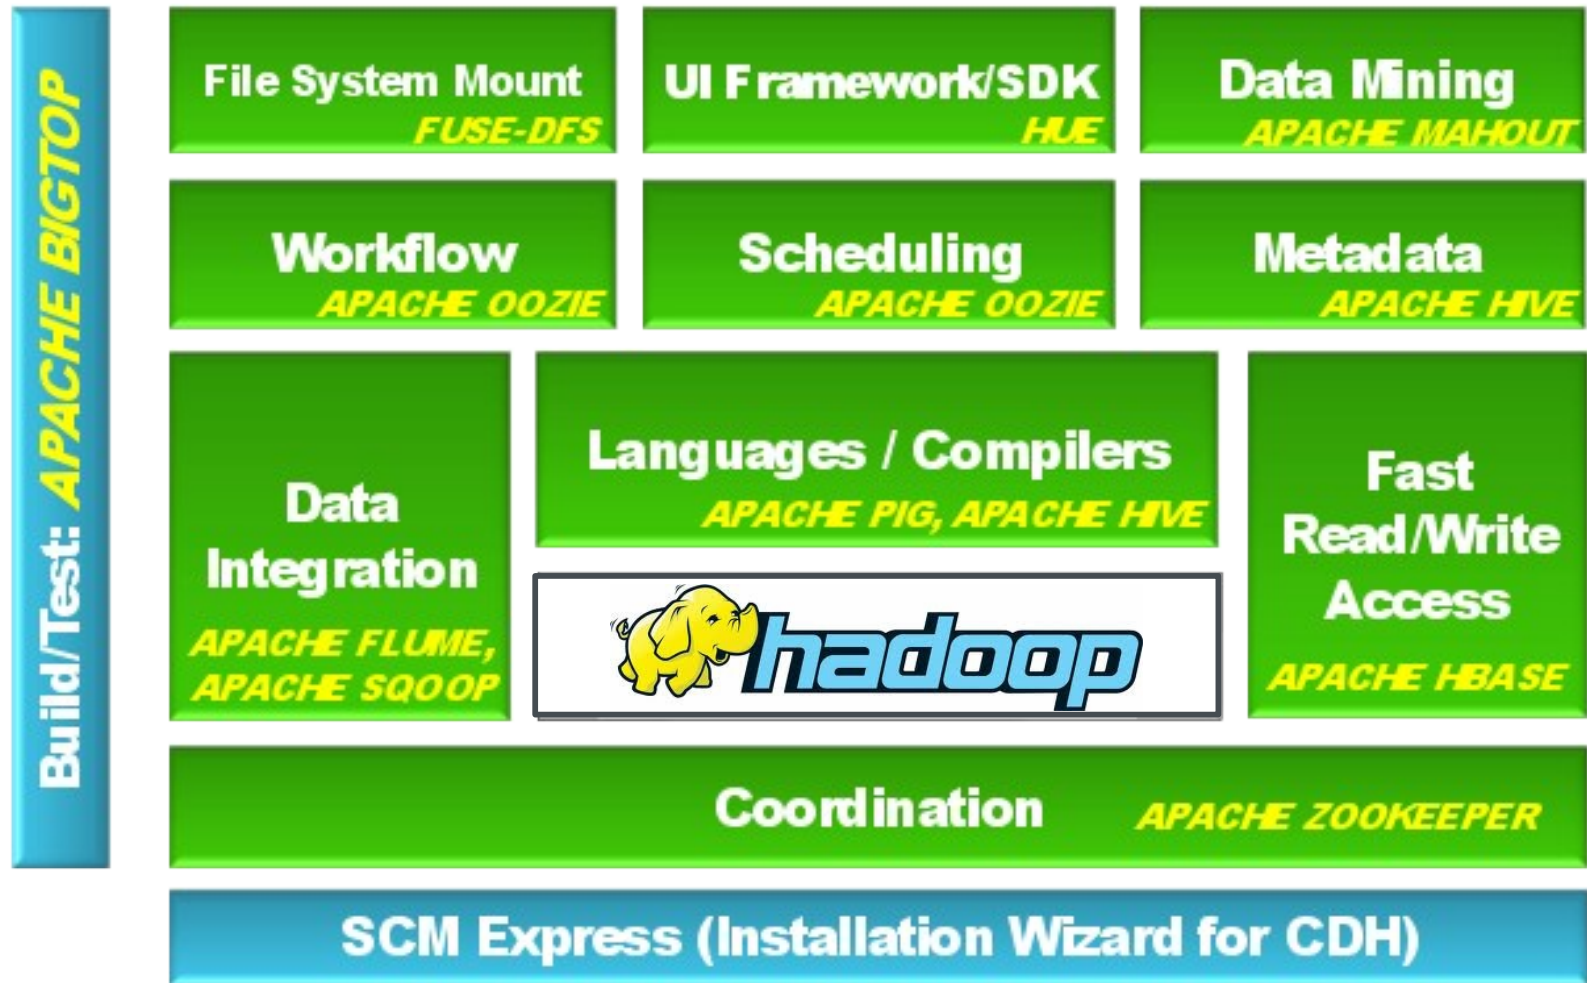 Build/Test: APACHE BIGTOP
File System Mount
FUSE-DFS
UI Framework/SDK
HUE
Data Mining
APACHE MAHOUT
Workflow
APACHE OOZIE
Scheduling
APACHE OOZIE
Metadata
APACHE HIVE
Data
Integration
APACHE FLUME,
APACHE SQOOP
Languages / Compilers
APACHE PIG, APACHE HIVE
hadoop
Fast
Read/Write
Access
APACHE HBASE
Coordination APACHE ZOOKEEPER
SCM Express (Installation Wizard for CDH)